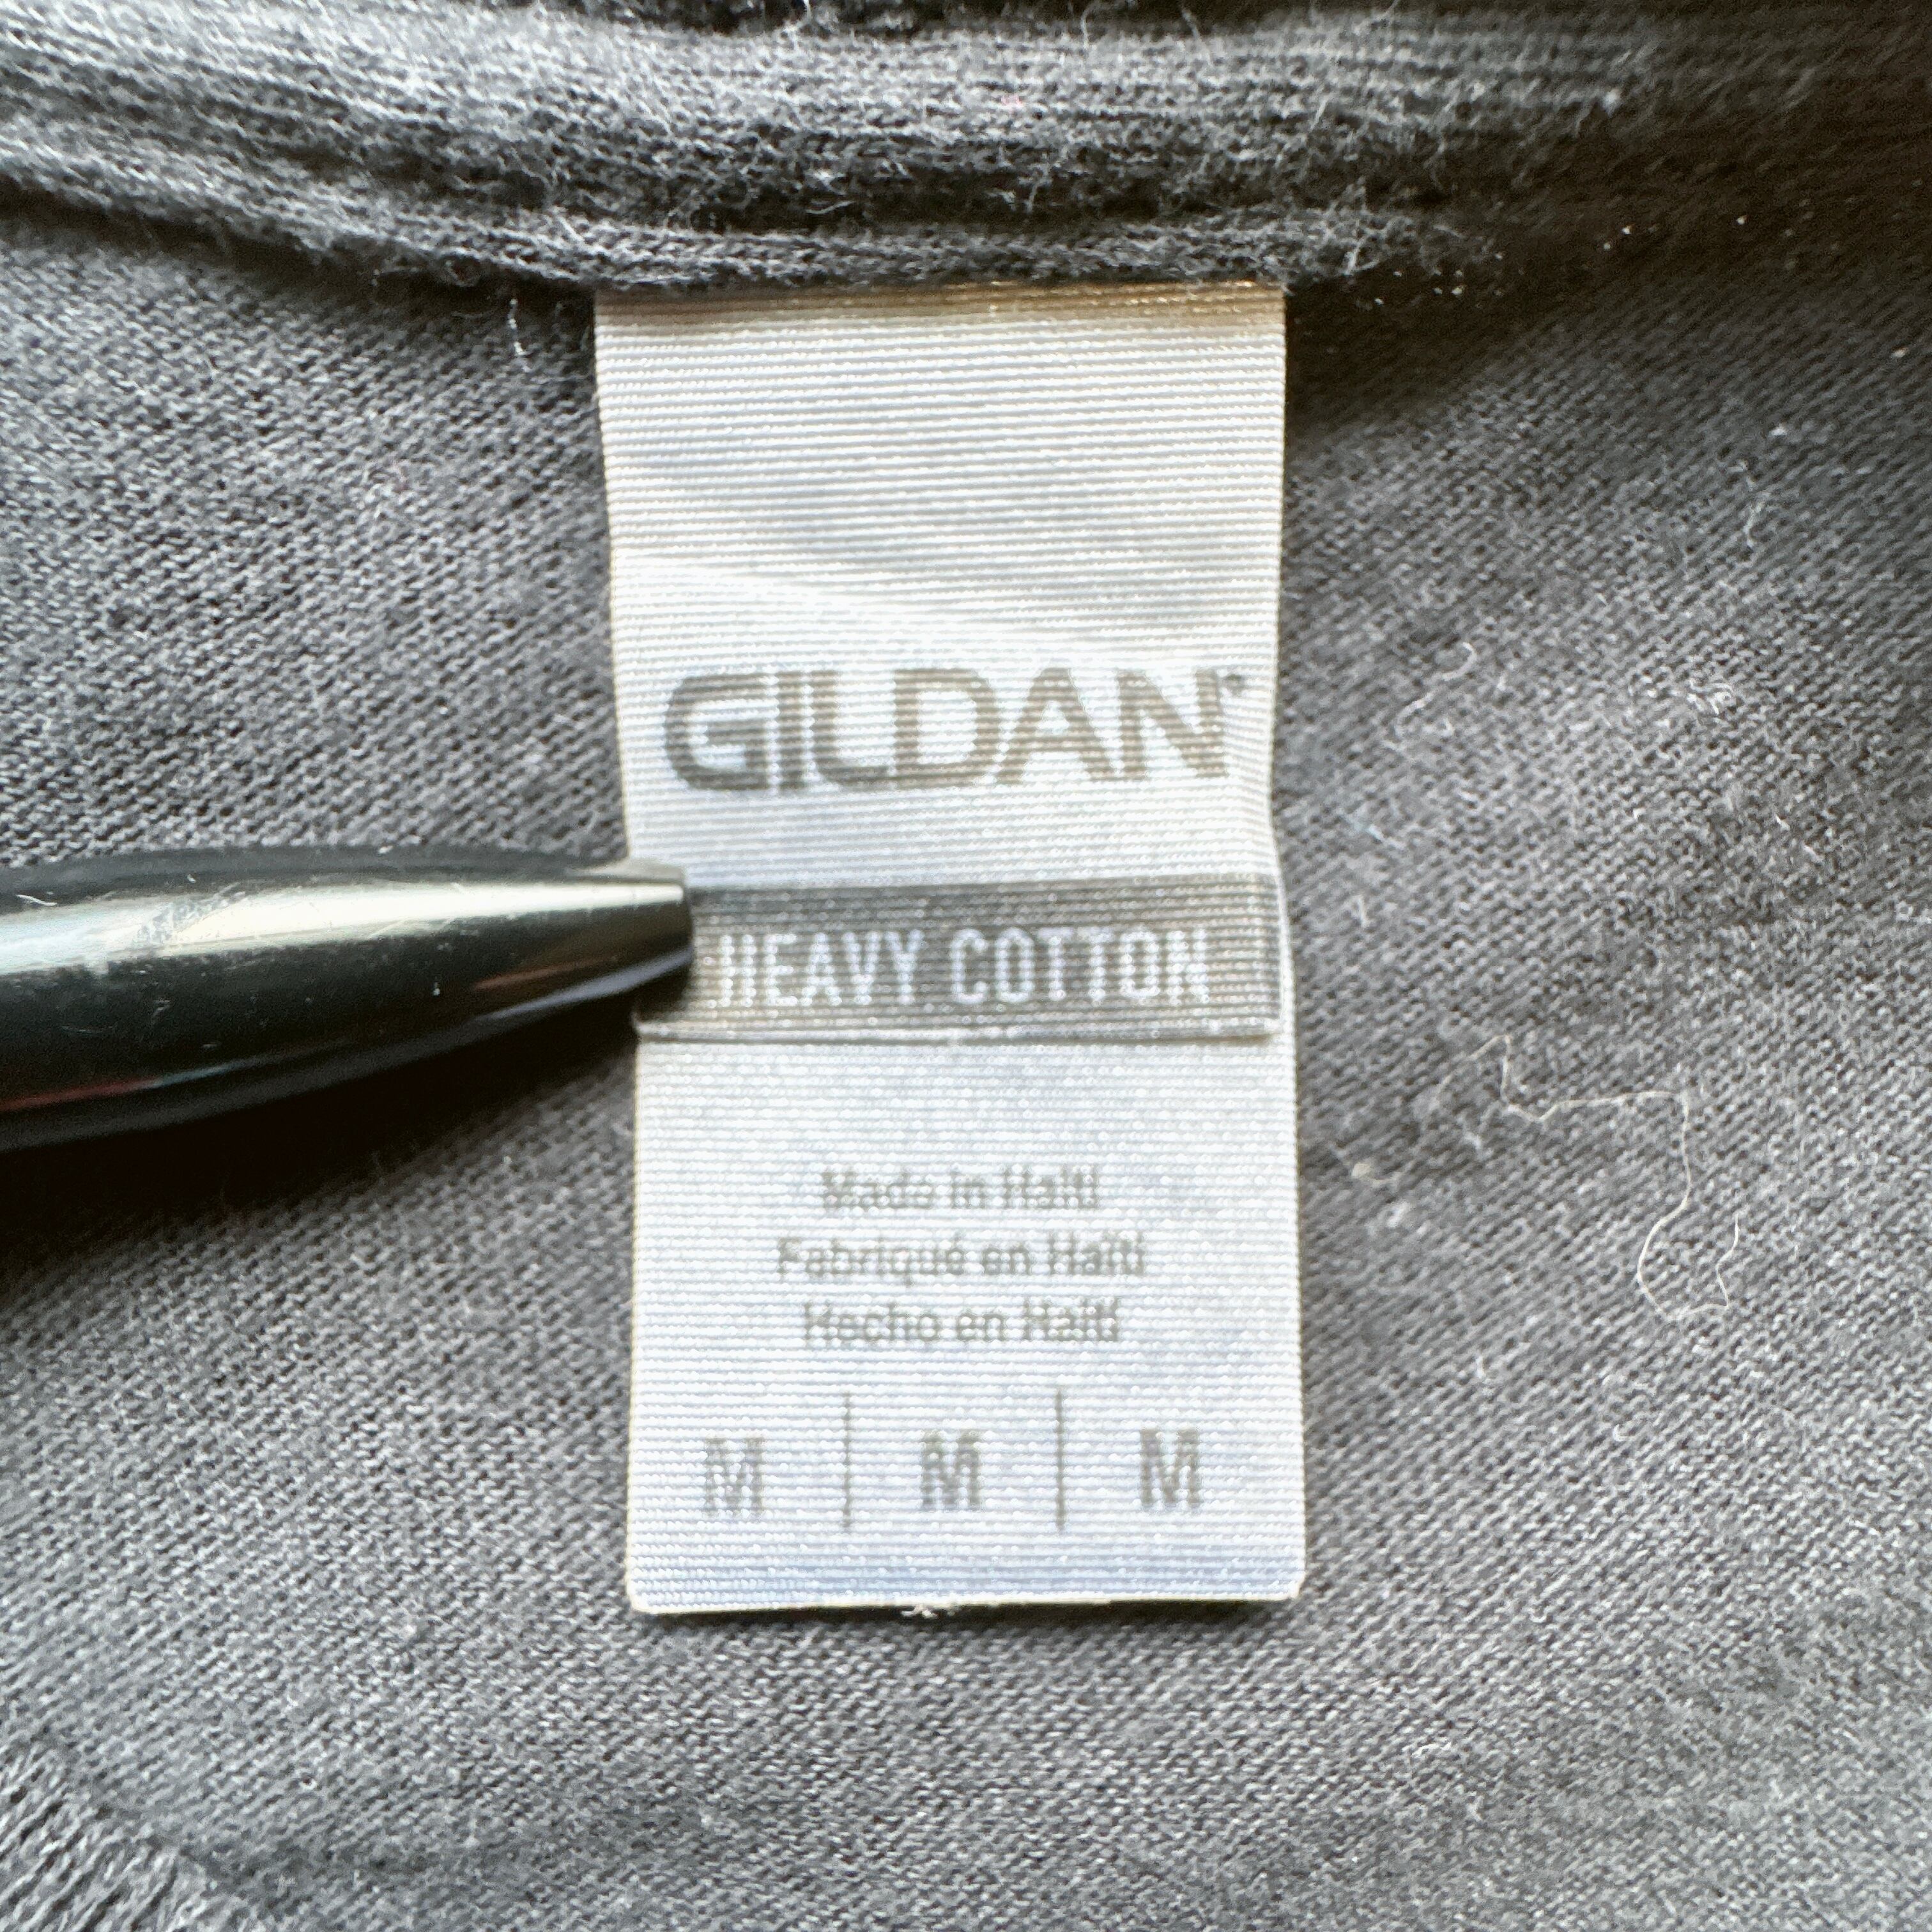 GILDAN
HEAVY COTTON
Made in Haiti
Fabriqué en Haïti
Hecho en Haití
M | M | M